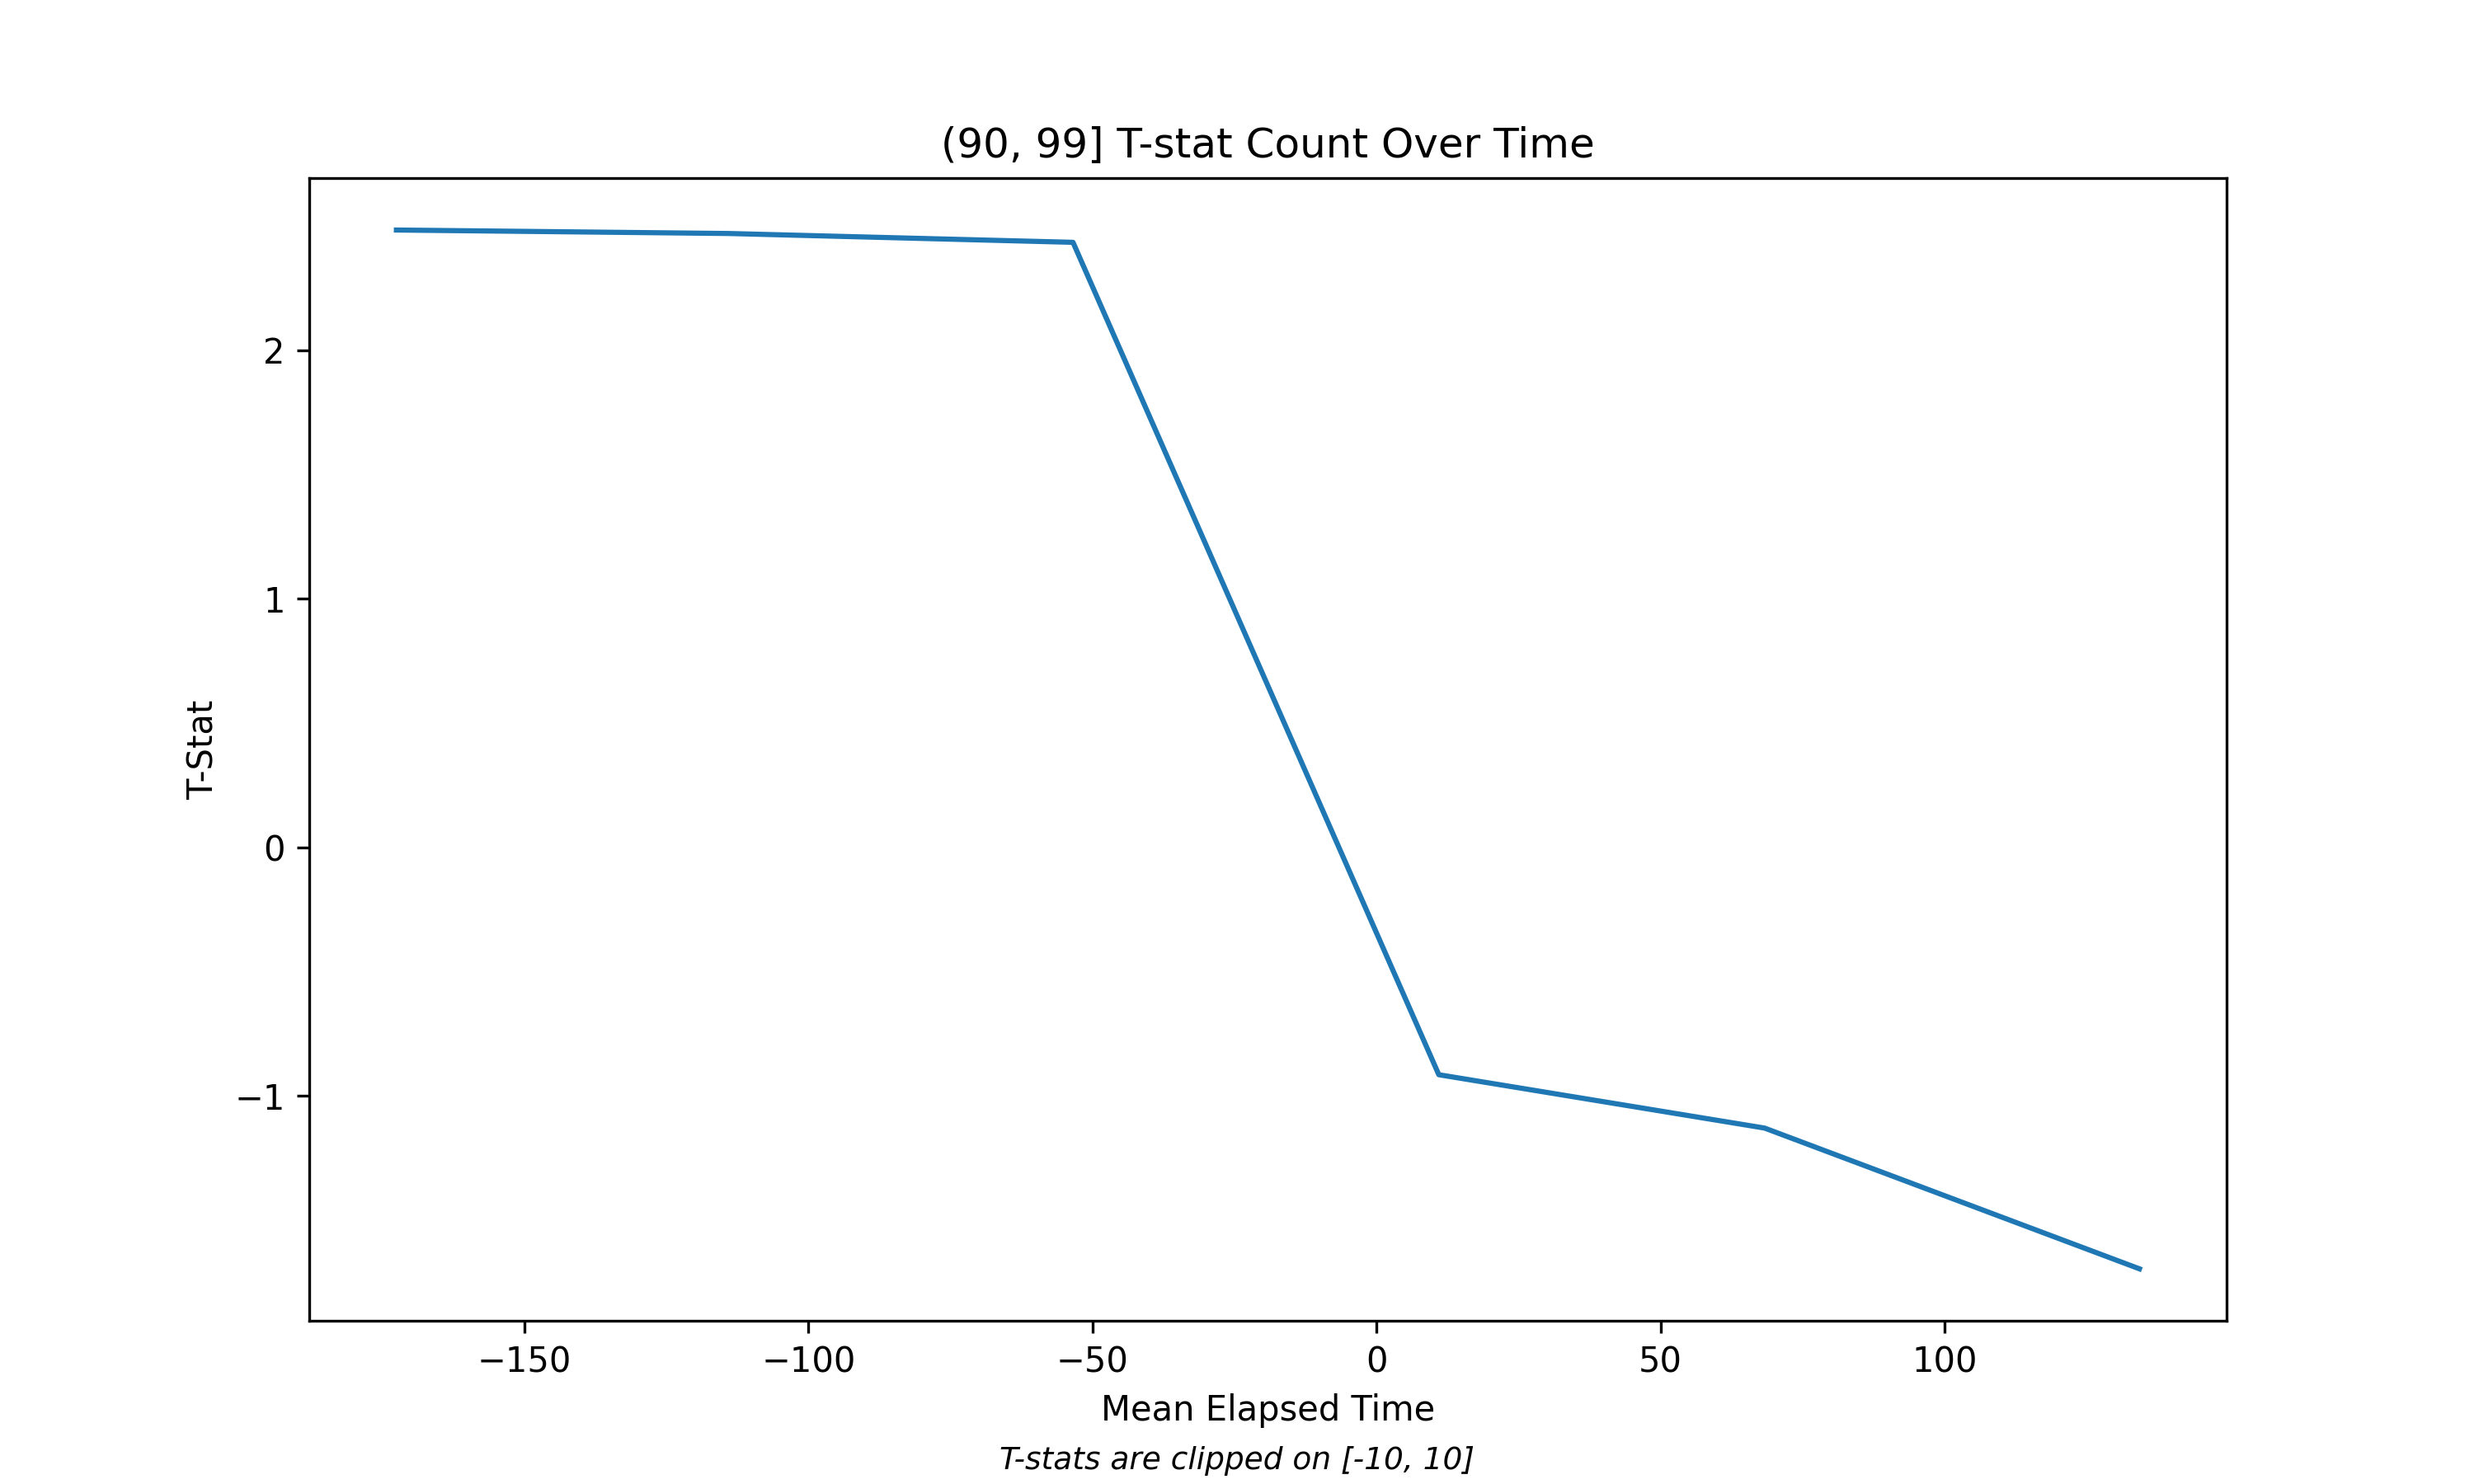 (90, 99] T-stat Count Over Time
T-Stat
2
1
0
−1
−150 −100 −50 0 50 100
Mean Elapsed Time
T-stats are clipped on [-10, 10]